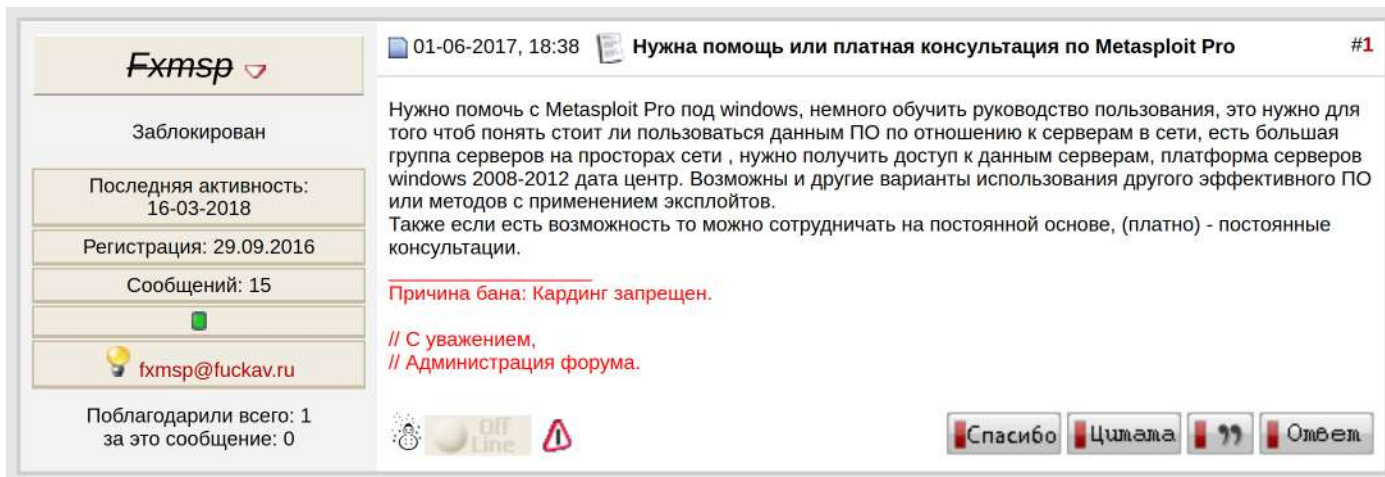 Fxmsp
Заблокирован
Последняя активность:
16-03-2018
Регистрация: 29.09.2016
Сообщений: 15
fxmsp@fuckav.ru
Поблагодарили всего: 1
за это сообщение: 0
01-06-2017, 18:38 Нужна помощь или платная консультация по Metasploit Pro #1
Нужно помочь с Metasploit Pro под windows, немного обучить руководство пользования, это нужно для
того чтоб понять стоит ли пользоваться данным ПО по отношению к серверам в сети, есть большая
группа серверов на просторах сети , нужно получить доступ к данным серверам, платформа серверов
windows 2008-2012 дата центр. Возможны и другие варианты использования другого эффективного ПО
или методов с применением эксплойтов.
Также если есть возможность то можно сотрудничать на постоянной основе, (платно) - постоянные
консультации.
Причина бана: Кардинг запрещен.
// С уважением,
// Администрация форума.
Off
Line
Спасибо Цитата Ответ